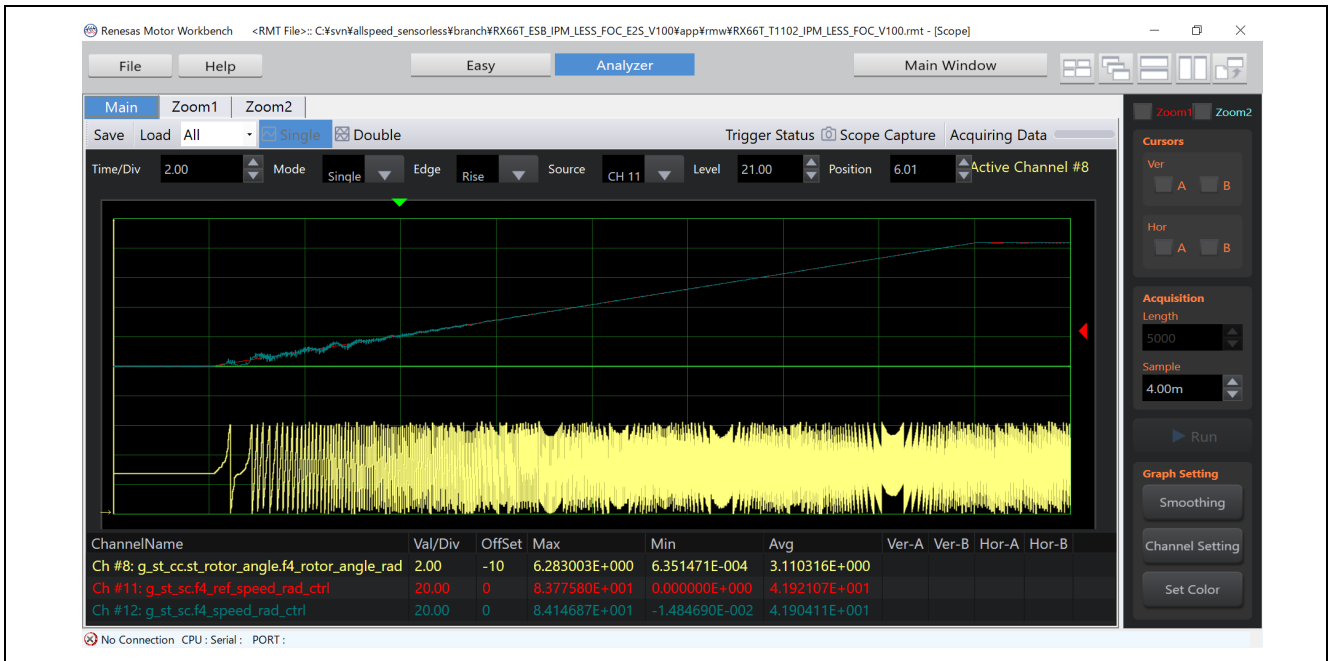 Renesas Motor Workbench <RMT File>:: C:¥svn¥allspeed_sensorless¥branch¥RX66T_ESB_IPM_LESS_FOC_E2S_V100¥app¥rmw¥RX66T_T1102_IPM_LESS_FOC_V100.rmt - [Scope]
File Help Easy Analyzer Main Window
Main Zoom1 Zoom2
Save Load All Single Double Trigger Status Scope Capture Acquiring Data
Time/Div 2.00 Mode Single Edge Rise Source CH 11 Level 21.00 Position 6.01 Active Channel #8
ChannelName Val/Div OffSet Max Min Avg Ver-A Ver-B Hor-A Hor-B
Ch #8: g_st_cc.st_rotor_angle.f4_rotor_angle_rad 2.00 -10 6.283003E+000 6.351471E-004 3.110316E+000
Ch #11: g_st_sc.f4_ref_speed_rad_ctrl 20.00 0 8.377580E+001 0.000000E+000 4.192107E+001
Ch #12: g_st_sc.f4_speed_rad_ctrl 20.00 0 8.414687E+001 -1.484690E-002 4.190411E+001
Zoom1 Zoom2
Cursors
Ver
A B
Hor
A B
Acquisition
Length
5000
Sample
4.00m
Run
Graph Setting
Smoothing
Channel Setting
Set Color
No Connection CPU : Serial : PORT :